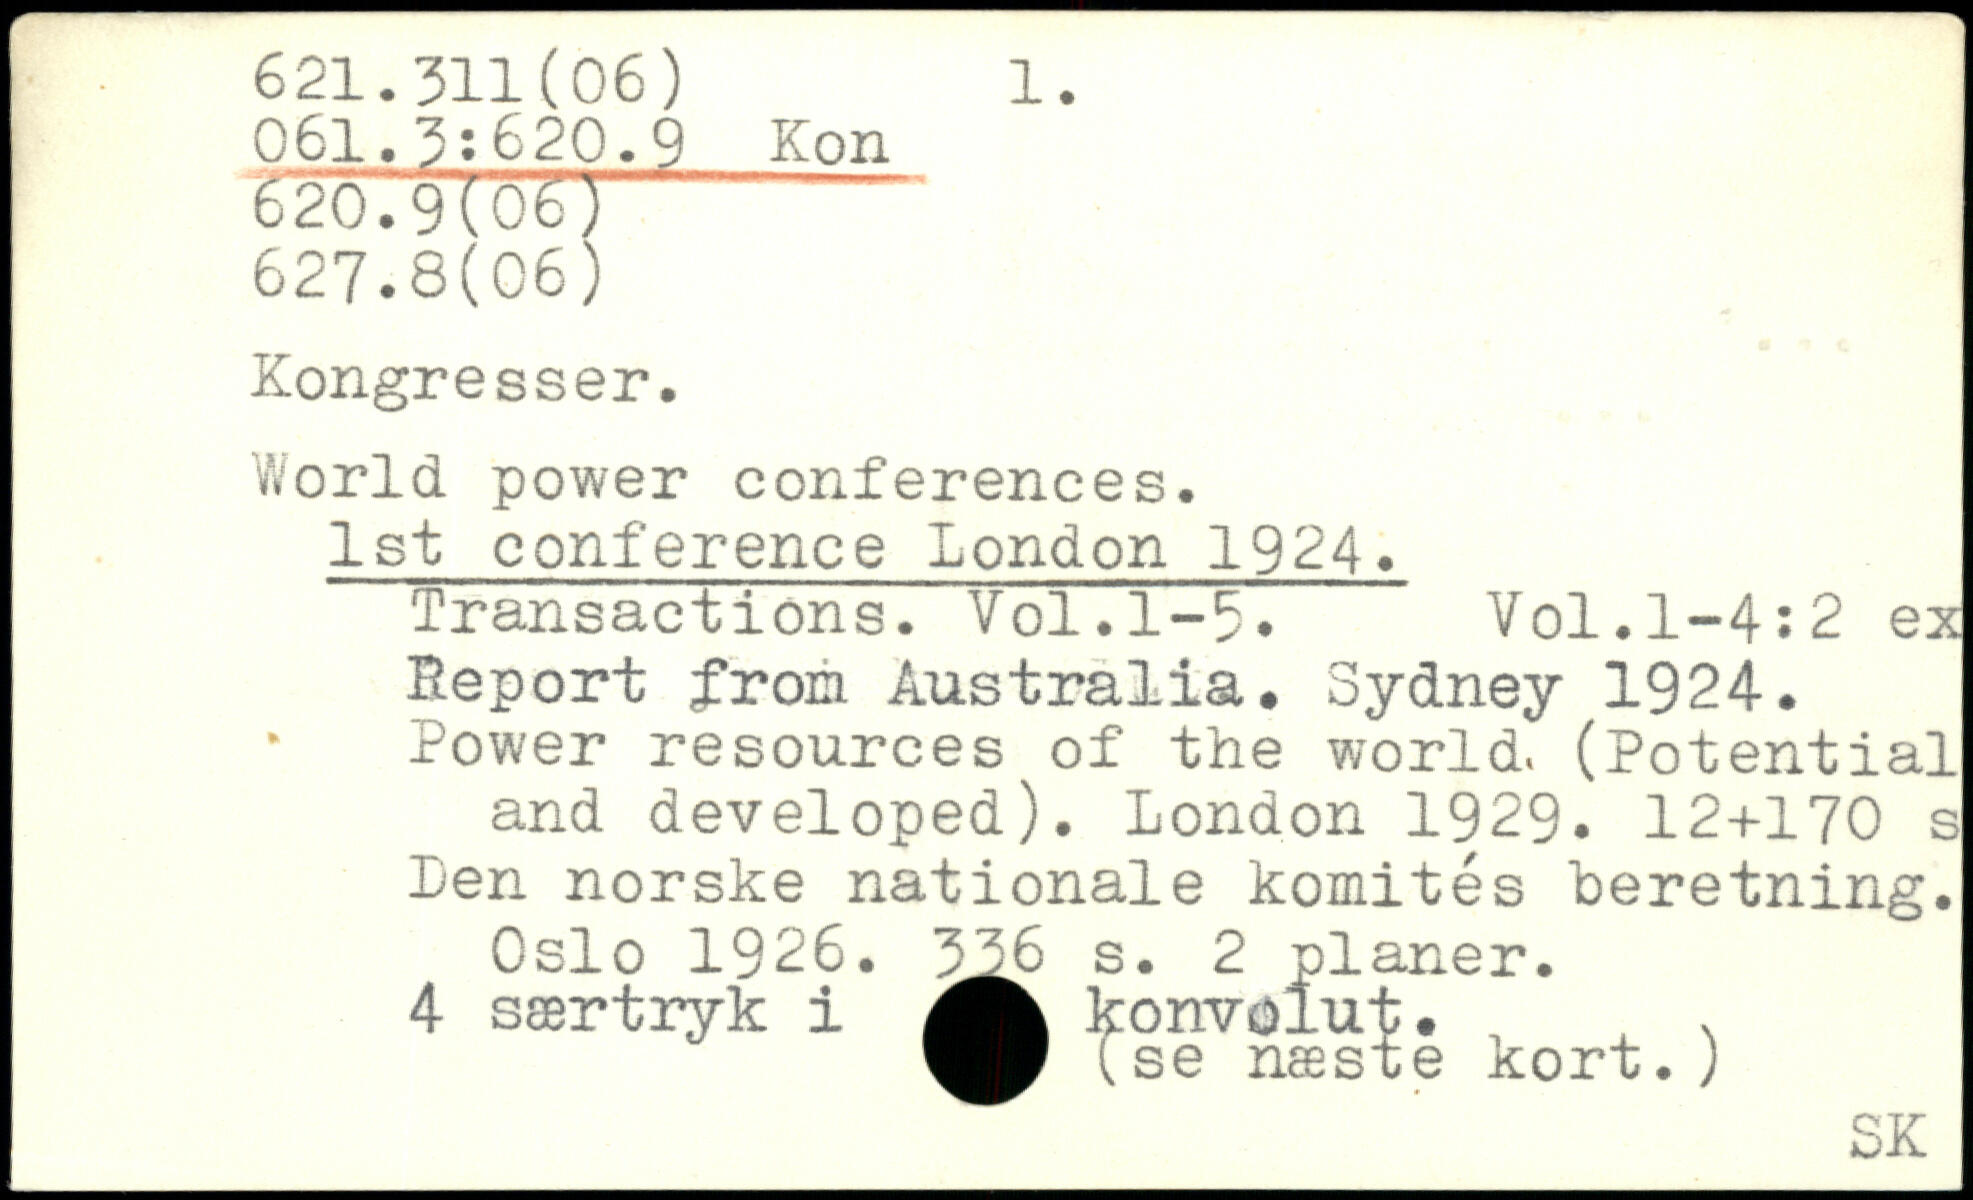 621.311(06) 1.
061.3:620.9 Kon
620.9(06)
627.8(06)
Kongresser.
World power conferences.
1st conference London 1924.
Transactions. Vol.1-5. Vol.1-4:2 ex
Report from Australia. Sydney 1924.
Power resources of the world. (Potential
and developed). London 1929. 12+170 s
Den norske nationale komités beretning.
Oslo 1926. 336 s. 2 planer.
4 særtryk i konvolut.
(se næste kort.)
SK